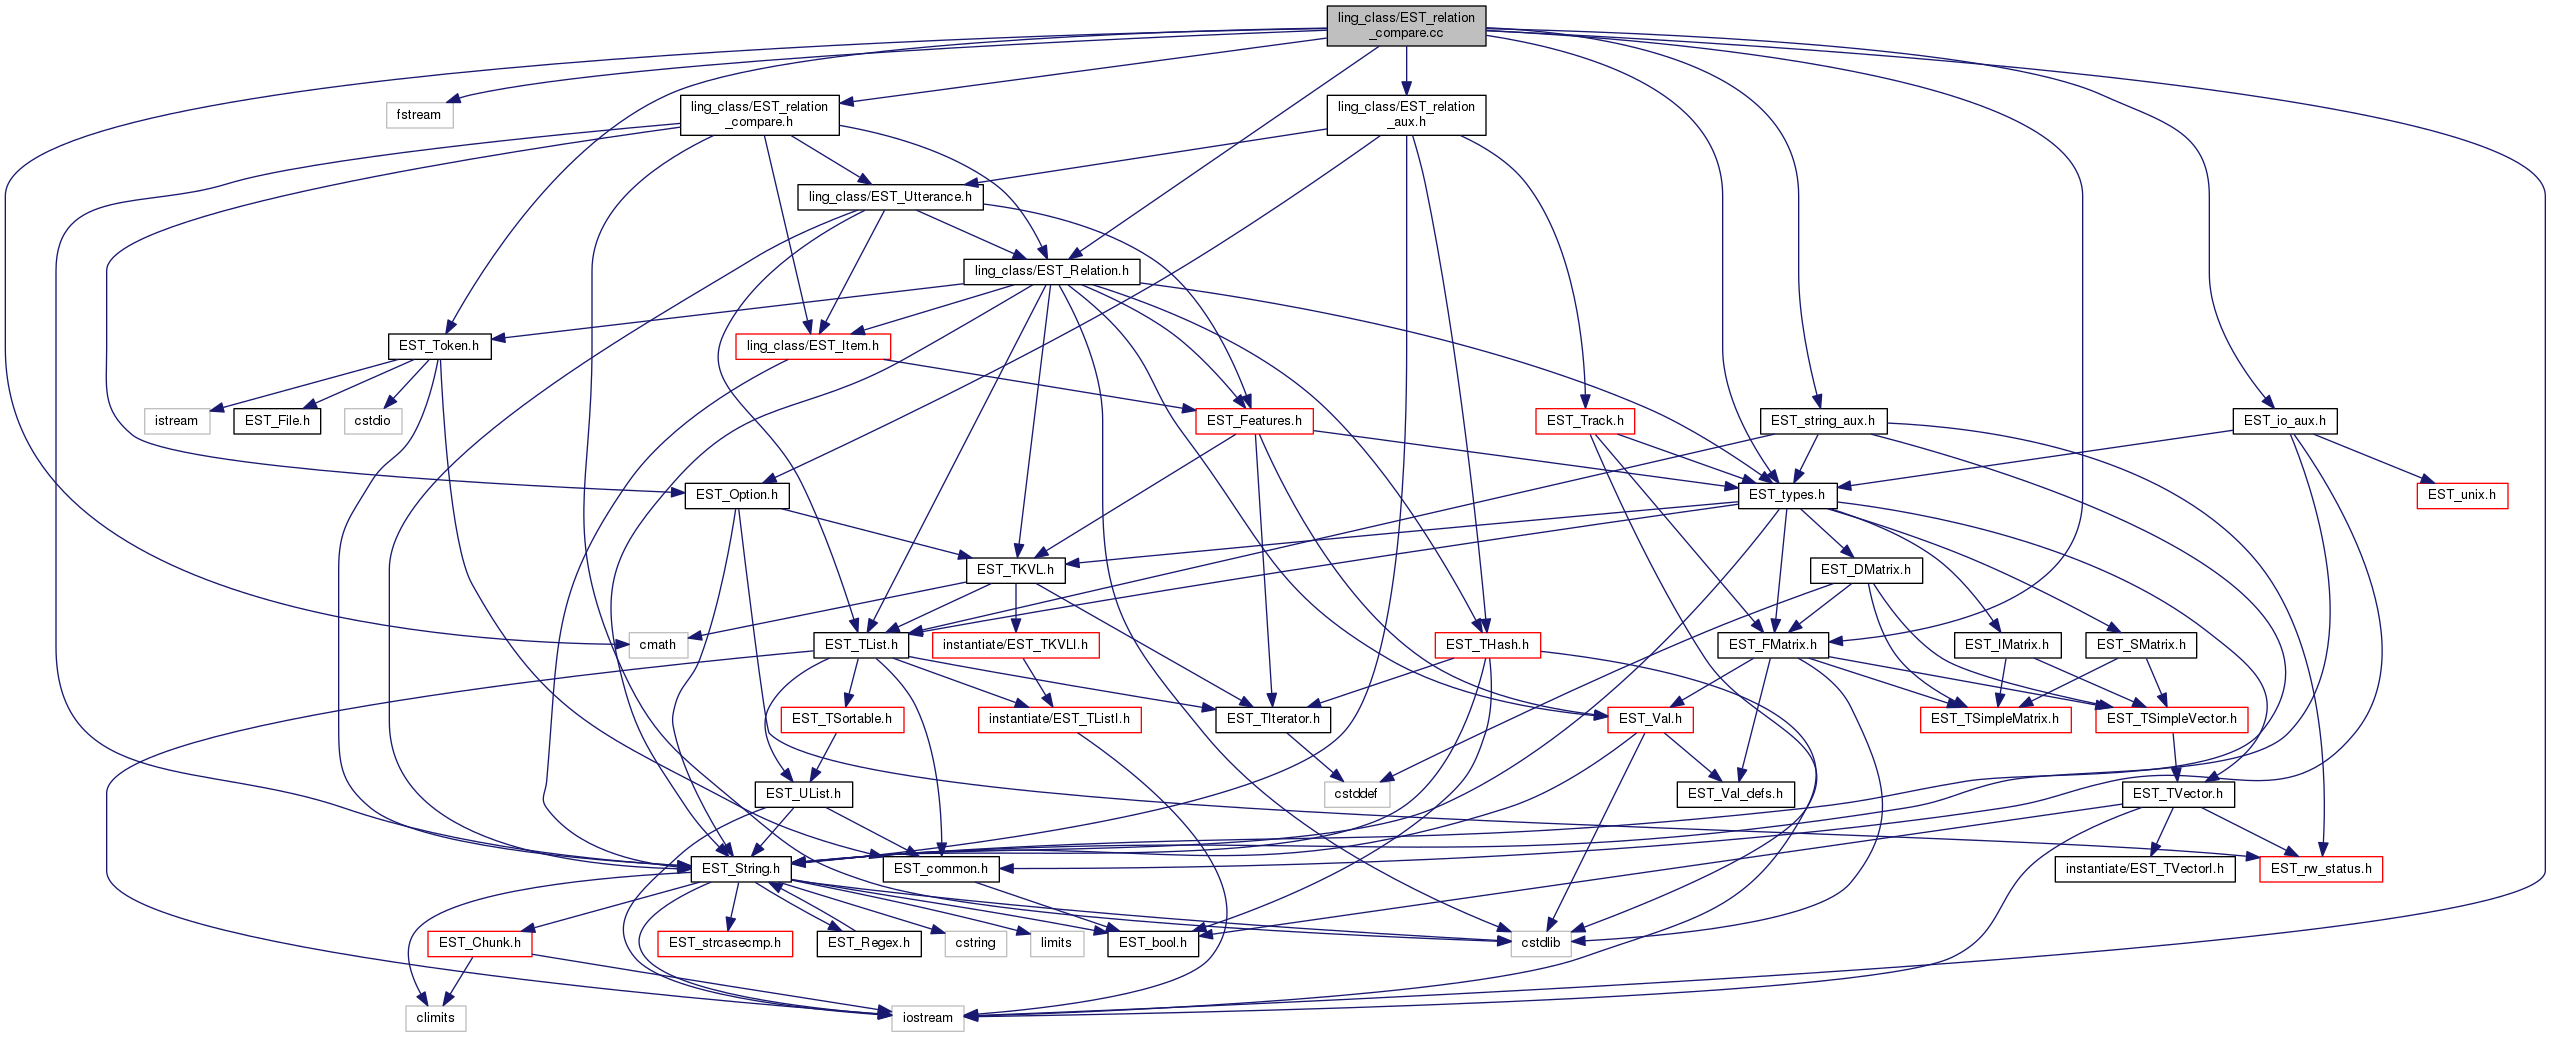 ling_class/EST_relation
_compare.cc
fstream
ling_class/EST_relation
_compare.h
ling_class/EST_relation
_aux.h
ling_class/EST_Utterance.h
ling_class/EST_Relation.h
EST_Token.h
ling_class/EST_Item.h
istream
EST_File.h
cstdio
EST_Features.h
EST_Track.h
EST_string_aux.h
EST_io_aux.h
EST_Option.h
EST_types.h
EST_unix.h
EST_TKVL.h
EST_DMatrix.h
cmath
EST_TList.h
instantiate/EST_TKVLI.h
EST_THash.h
EST_FMatrix.h
EST_IMatrix.h
EST_SMatrix.h
EST_TSortable.h
instantiate/EST_TListI.h
EST_TIterator.h
EST_Val.h
EST_TSimpleMatrix.h
EST_TSimpleVector.h
EST_UList.h
cstddef
EST_Val_defs.h
EST_TVector.h
EST_String.h
EST_common.h
instantiate/EST_TVectorI.h
EST_rw_status.h
EST_Chunk.h
EST_strcasecmp.h
EST_Regex.h
cstring
limits
EST_bool.h
cstdlib
climits
iostream